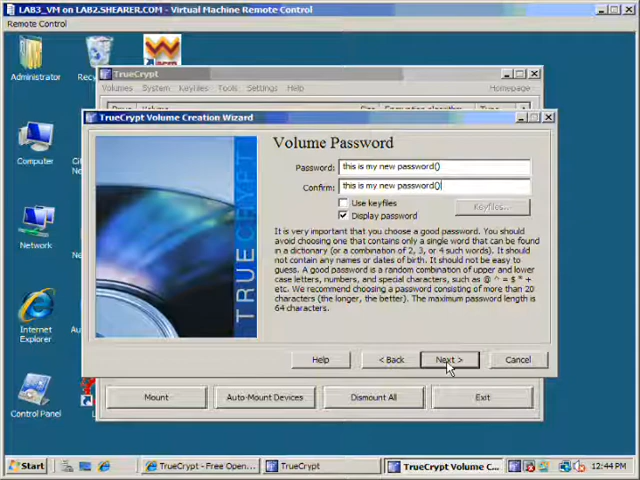 LAB3_VM on LAB2.SHEARER.COM - Virtual Machine Remote Control
Remote Control
Administrator
Computer
Network
Internet
Explorer
Control Panel
TrueCrypt
Volumes System Keyfiles Tools Settings Help Homepage
TrueCrypt Volume Creation Wizard
TRUECRYPT
Volume Password
Password: this is my new password()
Confirm: this is my new password()
Use keyfiles
Keyfiles...
Display password
It is very important that you choose a good password. You should
avoid choosing one that contains only a single word that can be found
in a dictionary (or a combination of 2, 3, or 4 such words). It should
not contain any names or dates of birth. It should not be easy to
guess. A good password is a random combination of upper and lower
case letters, numbers, and special characters, such as @ ^ = $ * +
etc. We recommend choosing a password consisting of more than 20
characters (the longer, the better). The maximum password length is
64 characters.
Help < Back Next > Cancel
Mount Auto-Mount Devices Dismount All Exit
Start TrueCrypt - Free Open... TrueCrypt TrueCrypt Volume C... 12:44 PM